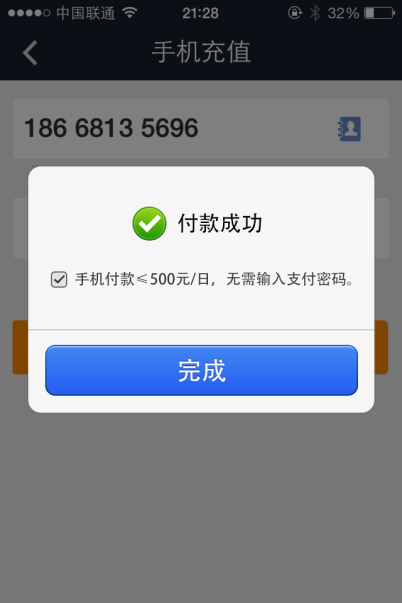 中国联通 21:28 32%
手机充值
186 6813 5696
付款成功
手机付款≤500元/日，无需输入支付密码。
完成